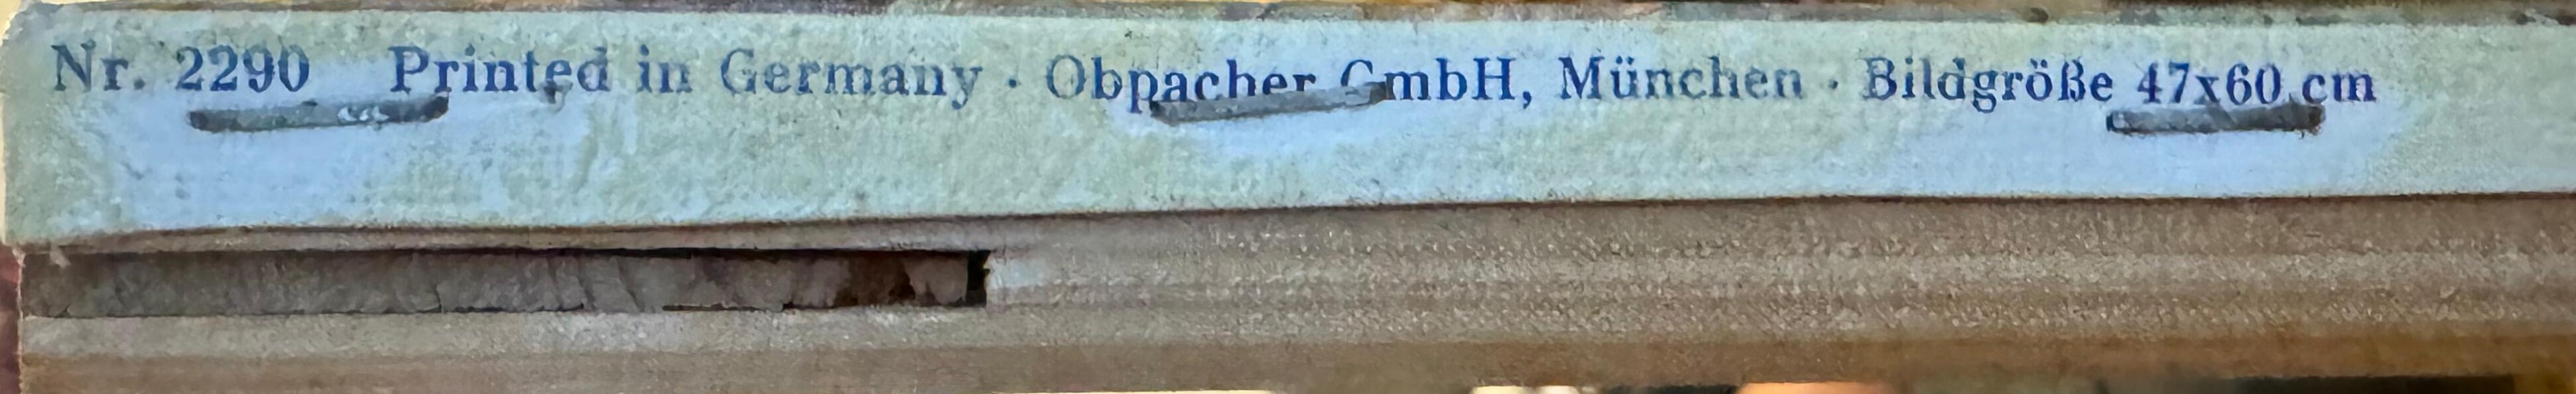 Nr. 2290 Printed in Germany · Obpacher GmbH, München · Bildgröße 47x60 cm